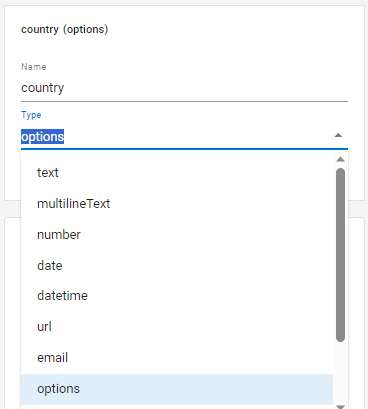 country (options)
Name
country
Type
options
text
multilineText
number
date
datetime
url
email
options